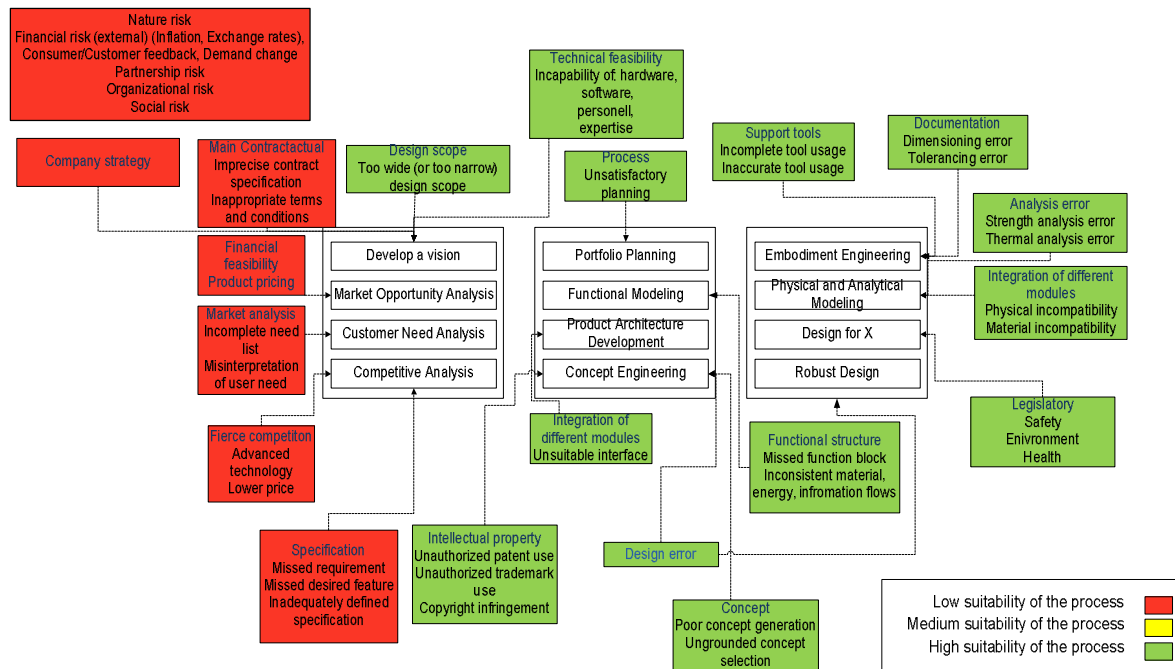 Nature risk
Financial risk (external) (Inflation, Exchange rates),
Consumer/Customer feedback, Demand change
Partnership risk
Organizational risk
Social risk
Technical feasibility
Incapability of: hardware,
software,
personell,
expertise
Company strategy
Main Contractactual
Imprecise contract
specification
Inappropriate terms
and conditions
Design scope
Too wide (or too narrow)
design scope
Process
Unsatisfactory
planning
Support tools
Incomplete tool usage
Inaccurate tool usage
Documentation
Dimensioning error
Tolerancing error
Analysis error
Strength analysis error
Thermal analysis error
Financial
feasibility
Product pricing
Market analysis
Incomplete need
list
Misinterpretation
of user need
Develop a vision
Market Opportunity Analysis
Customer Need Analysis
Competitive Analysis
Portfolio Planning
Functional Modeling
Product Architecture
Development
Concept Engineering
Embodiment Engineering
Physical and Analytical
Modeling
Design for X
Robust Design
Integration of different
modules
Physical incompatibility
Material incompatibility
Fierce competiton
Advanced
technology
Lower price
Integration of
different modules
Unsuitable interface
Functional structure
Missed function block
Inconsistent material,
energy, infromation flows
Legislatory
Safety
Enivronment
Health
Specification
Missed requirement
Missed desired feature
Inadequately defined
specification
Intellectual property
Unauthorized patent use
Unauthorized trademark
use
Copyright infringement
Design error
Concept
Poor concept generation
Ungrounded concept
selection
Low suitability of the process
Medium suitability of the process
High suitability of the process